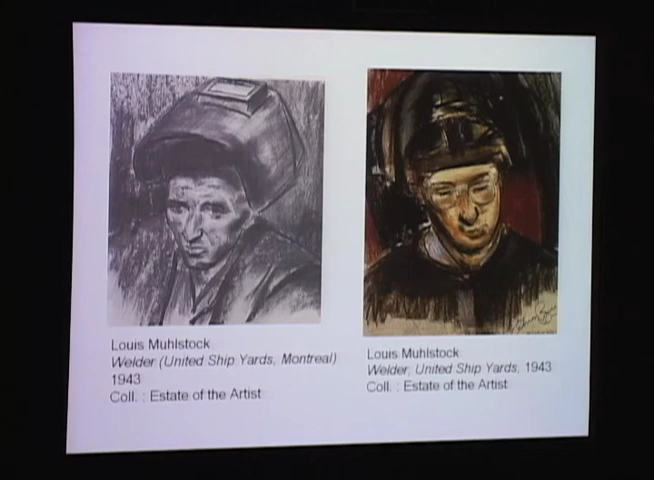 Louis Muhlstock
Welder (United Ship Yards, Montreal)
1943
Coll. : Estate of the Artist
Louis Muhlstock
Welder, United Ship Yards, 1943
Coll. : Estate of the Artist